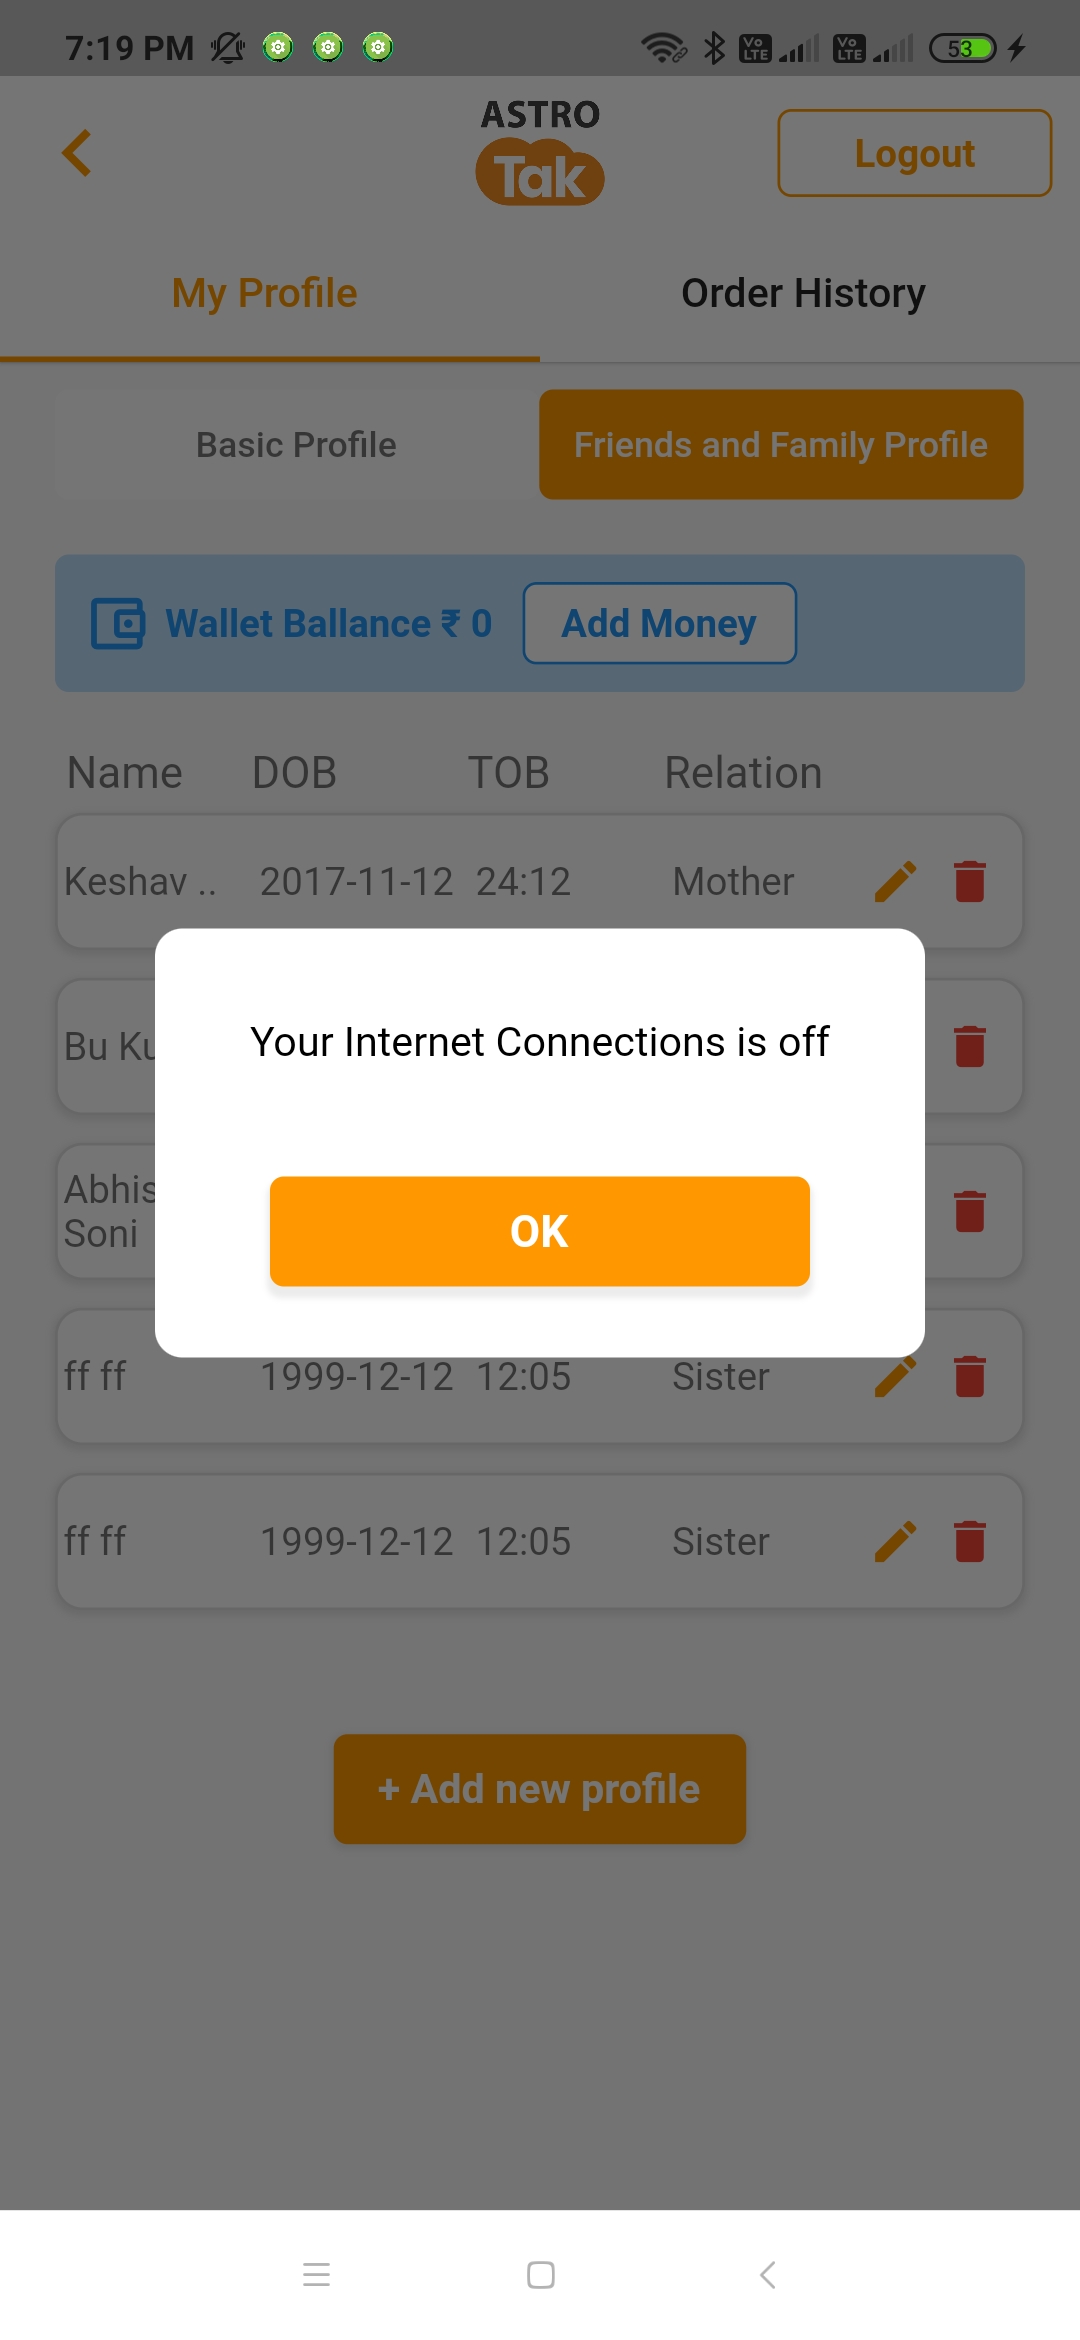 7:19 PM
Vo LTE
Vo LTE
53
ASTRO
Tak
Logout
My Profile
Order History
Basic Profile
Friends and Family Profile
Wallet Ballance ₹ 0
Add Money
Name DOB TOB Relation
Keshav .. 2017-11-12 24:12 Mother
Bu
Your Internet Connections is off
Soni
OK
ff ff 1999-12-12 12:05 Sister
ff ff 1999-12-12 12:05 Sister
+ Add new profile